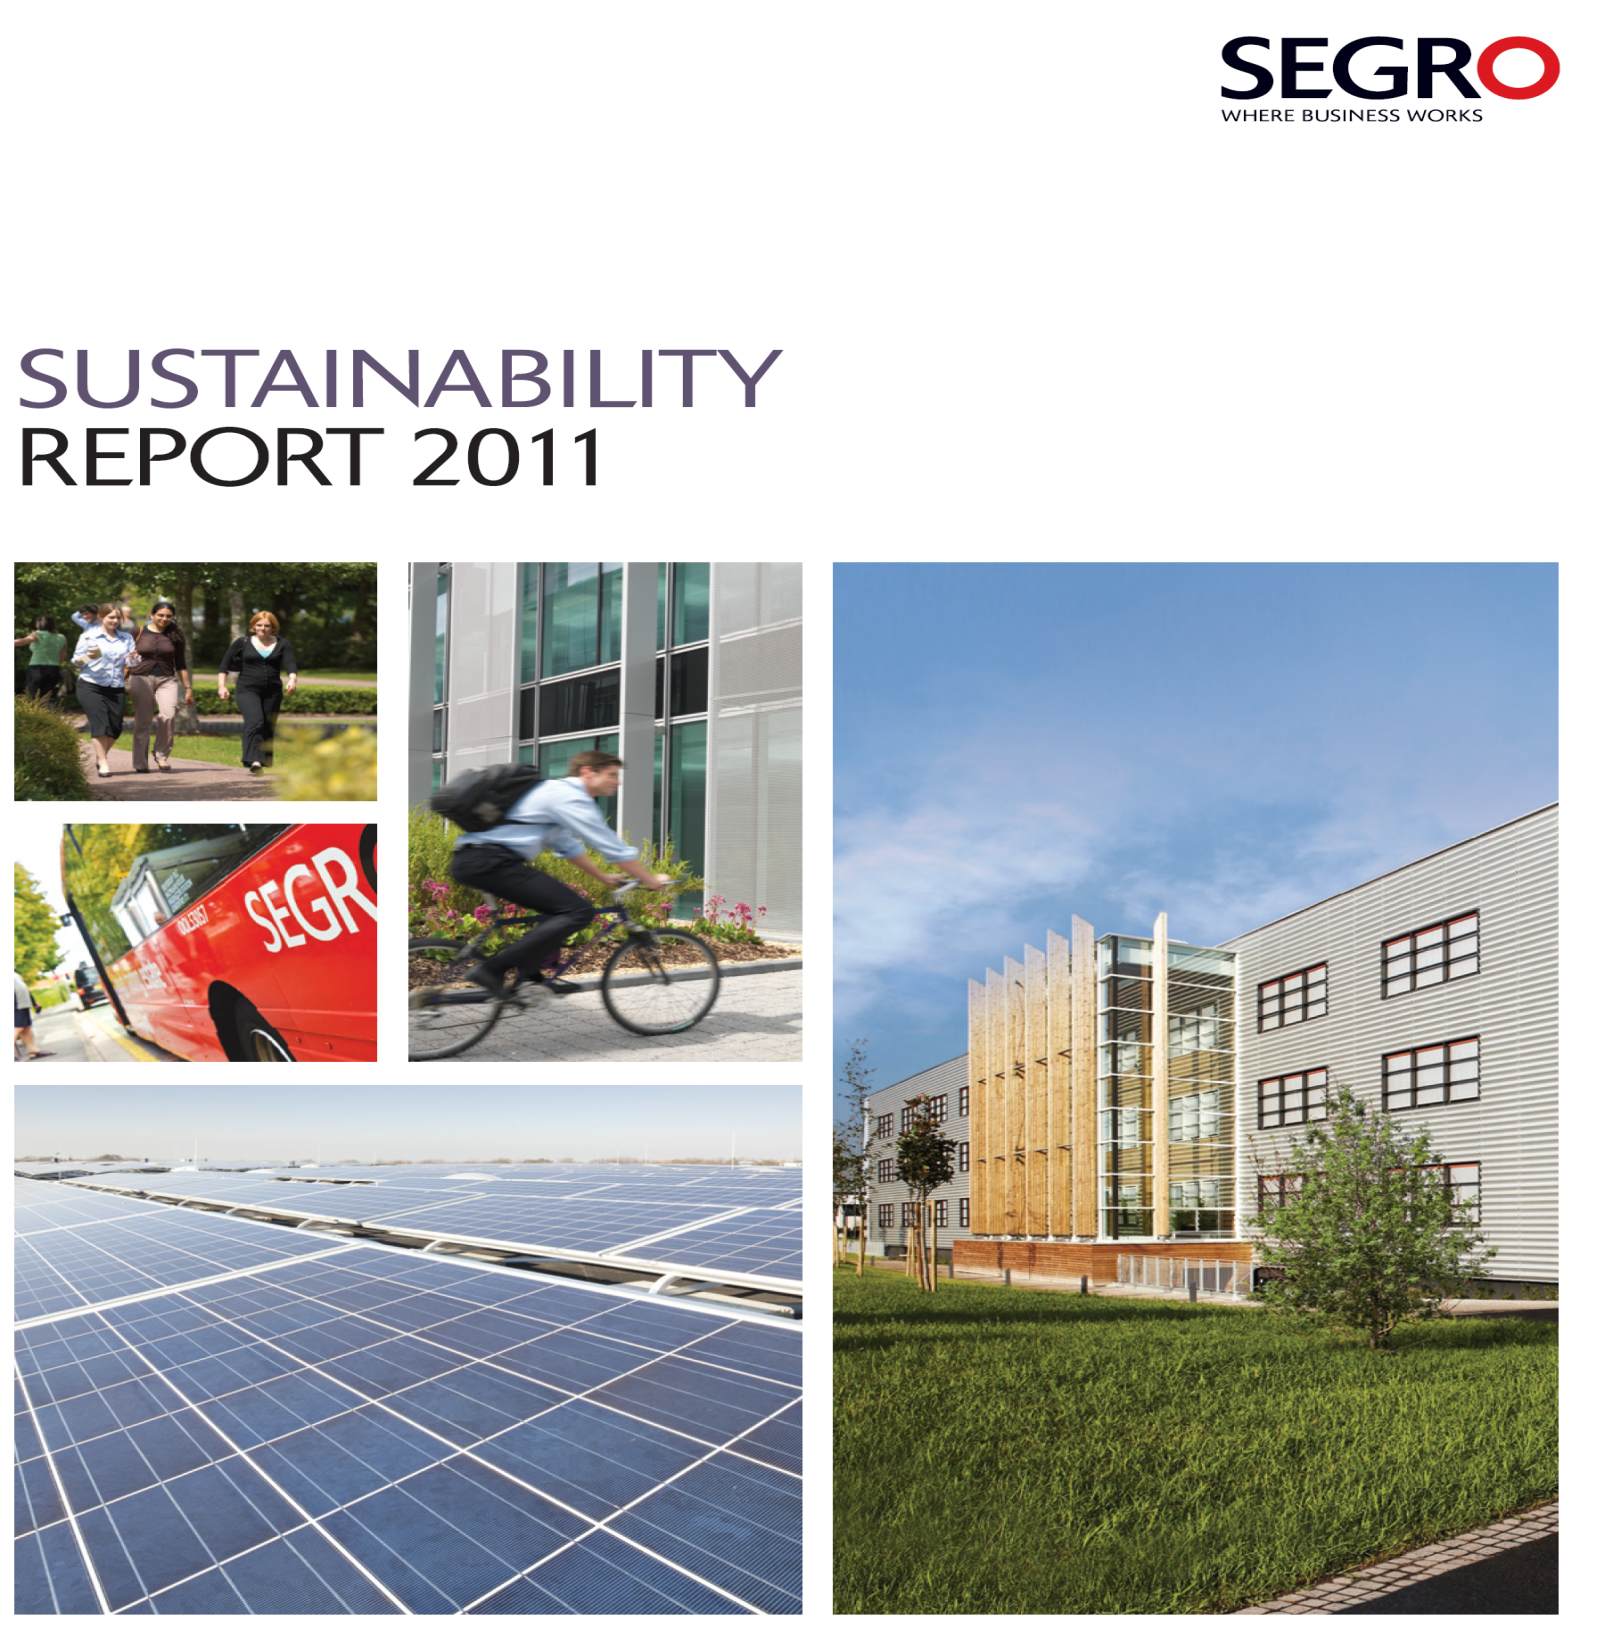 SEGRO
WHERE BUSINESS WORKS
SUSTAINABILITY
REPORT 2011
SEGR